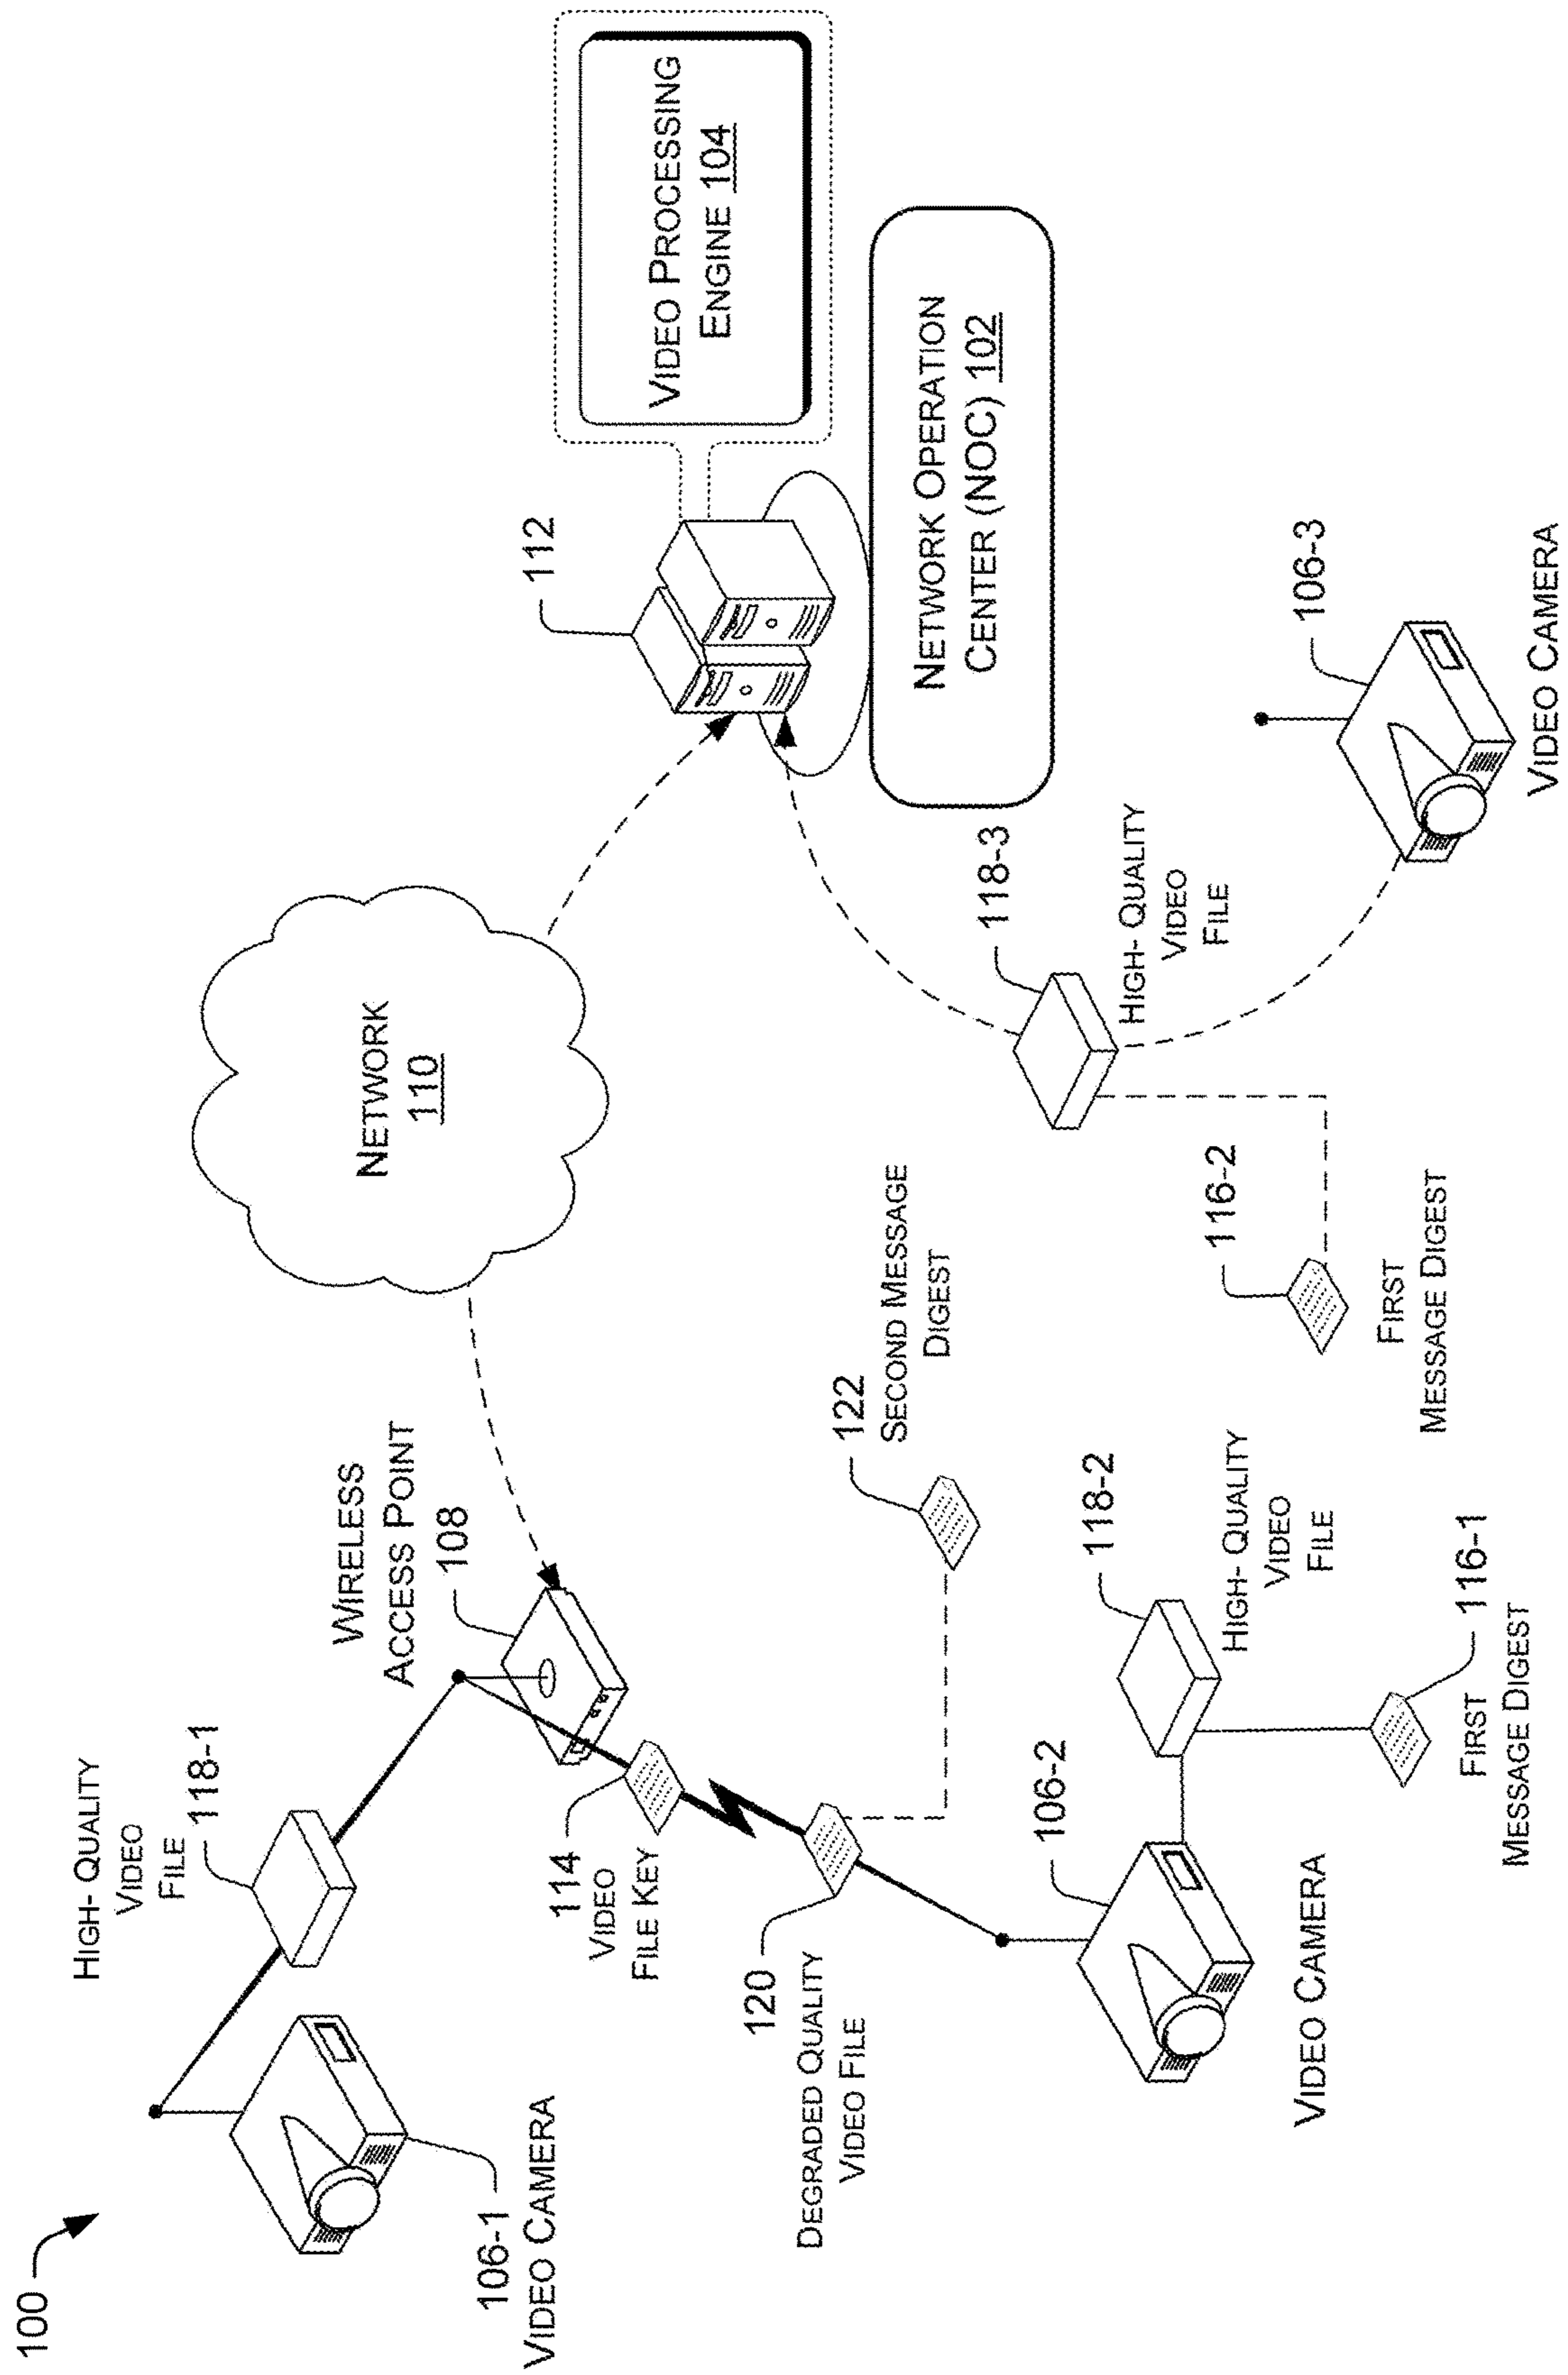 100
HIGH- QUALITY
VIDEO
FILE
118-1
106-1
VIDEO CAMERA
WIRELESS
ACCESS POINT
108
NETWORK
110
112
VIDEO PROCESSING
ENGINE 104
NETWORK OPERATION
CENTER (NOC) 102
114
VIDEO
FILE KEY
120
DEGRADED QUALITY
VIDEO FILE
122
SECOND MESSAGE
DIGEST
106-2
VIDEO CAMERA
118-2
HIGH- QUALITY
VIDEO
FILE
116-1
FIRST
MESSAGE DIGEST
116-2
FIRST
MESSAGE DIGEST
118-3
HIGH- QUALITY
VIDEO
FILE
106-3
VIDEO CAMERA